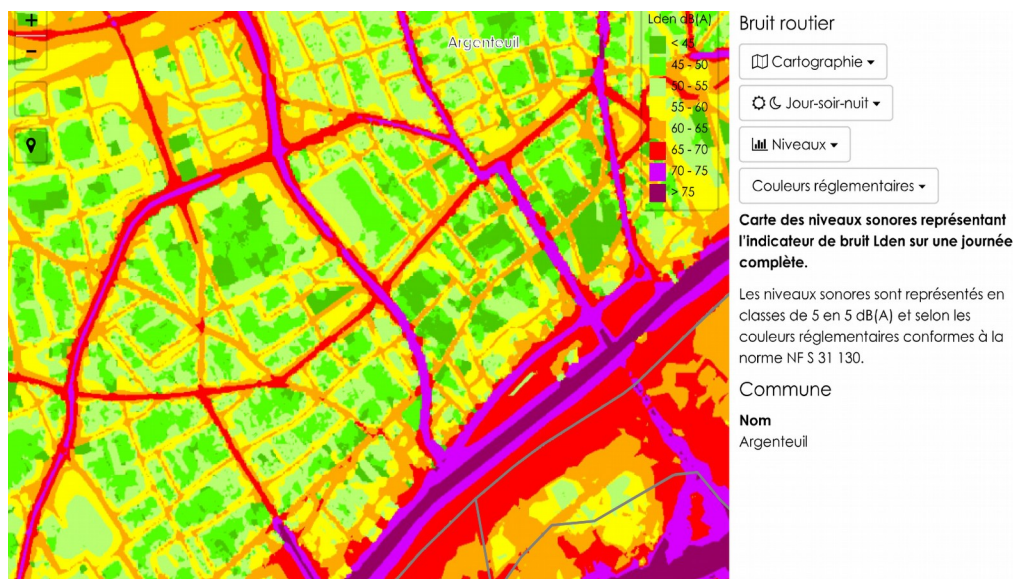 +
−
Argenteuil
Lden dB(A)
< 45
45 - 50
50 - 55
55 - 60
60 - 65
65 - 70
70 - 75
> 75
Bruit routier
Cartographie
Jour-soir-nuit
Niveaux
Couleurs réglementaires
Carte des niveaux sonores représentant
l'indicateur de bruit Lden sur une journée
complète.
Les niveaux sonores sont représentés en
classes de 5 en 5 dB(A) et selon les
couleurs réglementaires conformes à la
norme NF S 31 130.
Commune
Nom
Argenteuil